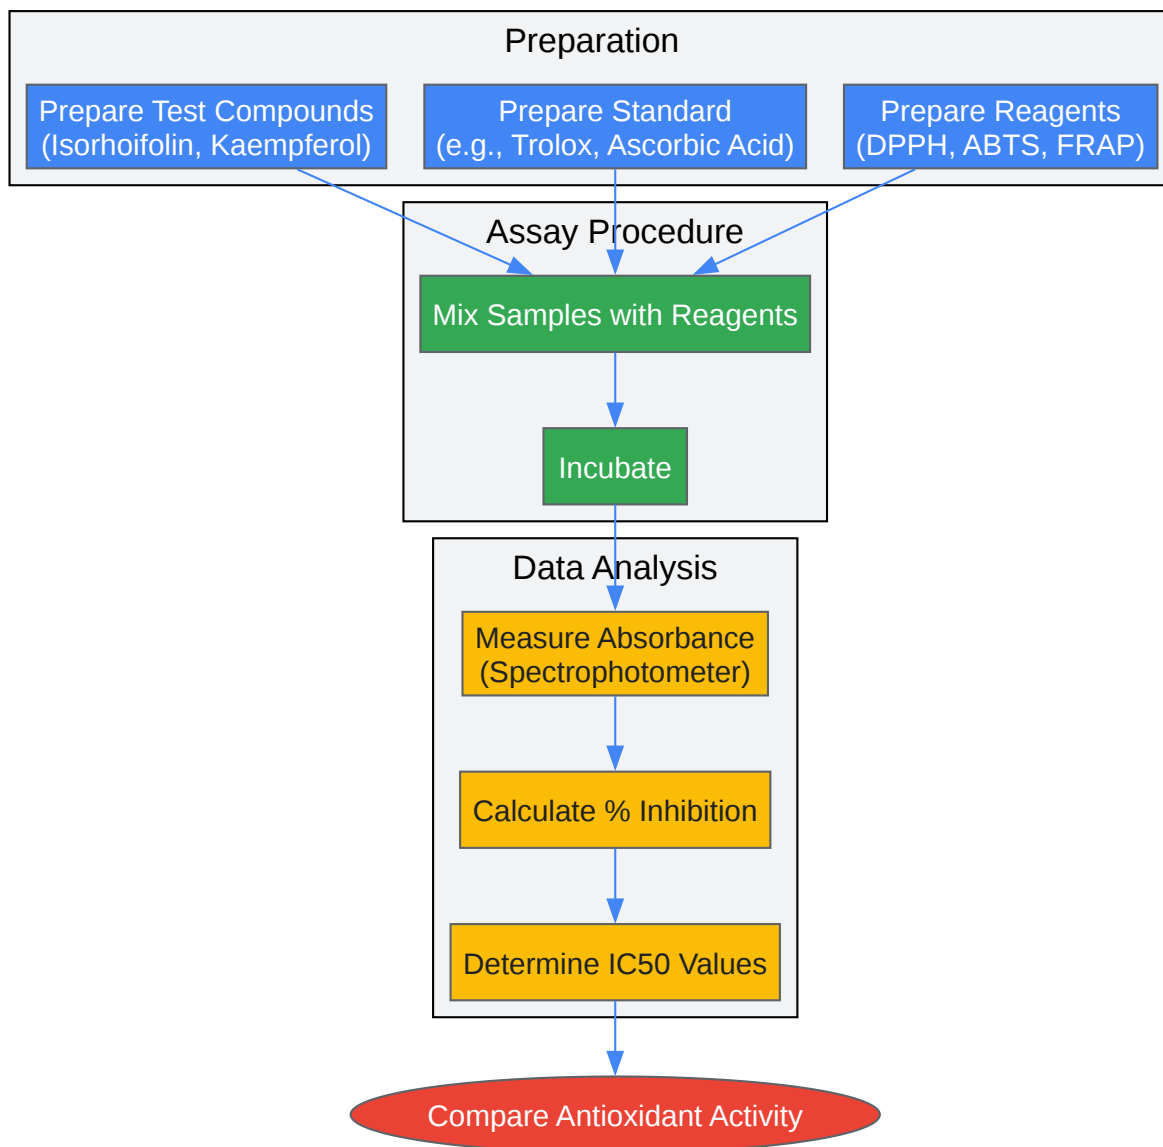 Preparation
Prepare Test Compounds
(Isorhoifolin, Kaempferol)
Prepare Standard
(e.g., Trolox, Ascorbic Acid)
Prepare Reagents
(DPPH, ABTS, FRAP)
Assay Procedure
Mix Samples with Reagents
Incubate
Data Analysis
Measure Absorbance
(Spectrophotometer)
Calculate % Inhibition
Determine IC50 Values
Compare Antioxidant Activity